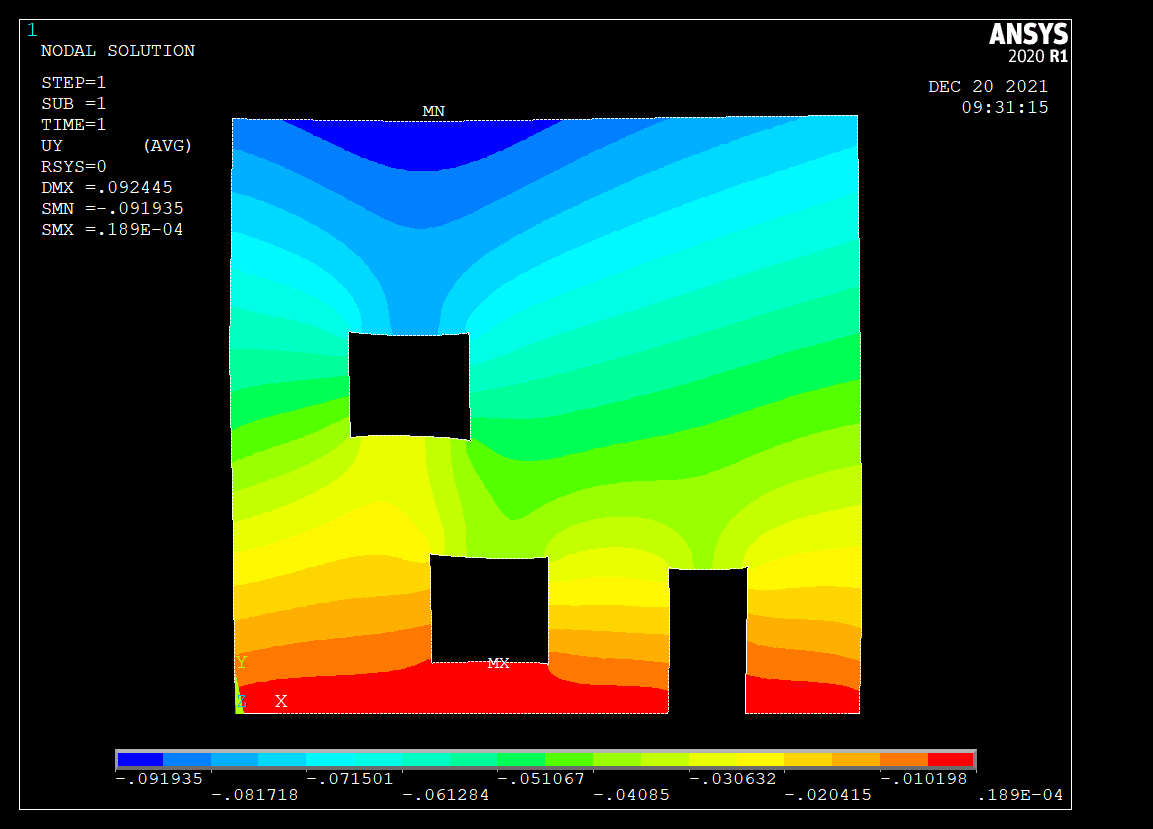 1
NODAL SOLUTION
STEP=1
SUB =1
TIME=1
UY (AVG)
RSYS=0
DMX =.092445
SMN =-.091935
SMX =.189E-04
ANSYS
2020 R1
DEC 20 2021
09:31:15
MN
MX
Y
Z X
-.091935 -.071501 -.051067 -.030632 -.010198
-.081718 -.061284 -.04085 -.020415 .189E-04